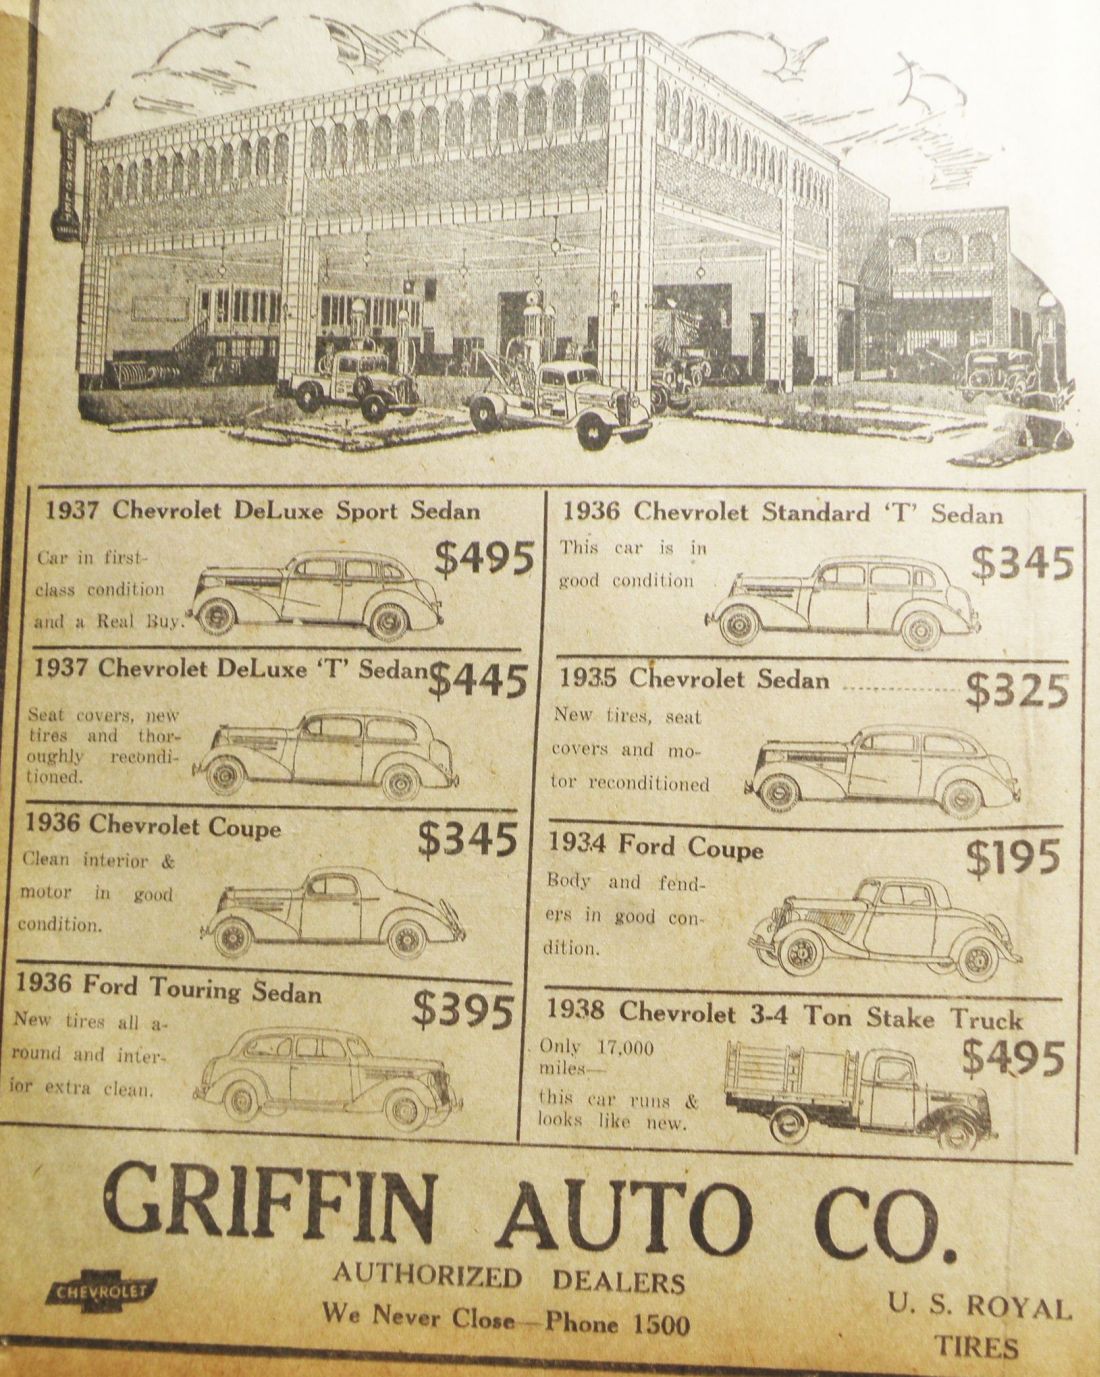 1937 Chevrolet DeLuxe Sport Sedan
Car in first-
class condition
and a Real Buy.
$495
1937 Chevrolet DeLuxe ‘T’ Sedan
$445
Seat covers, new
tires and thor-
oughly recondi-
tioned.
1936 Chevrolet Coupe
$345
Clean interior &
motor in good
condition.
1936 Ford Touring Sedan
$395
New tires all a-
round and inter-
ior extra clean.
1936 Chevrolet Standard ‘T’ Sedan
This car is in
good condition
$345
1935 Chevrolet Sedan ..............
$325
New tires, seat
covers and mo-
tor reconditioned
1934 Ford Coupe
$195
Body and fend-
ers in good con-
dition.
1938 Chevrolet 3-4 Ton Stake Truck
Only 17,000
miles—
this car runs &
looks like new.
$495
GRIFFIN AUTO CO.
AUTHORIZED DEALERS
We Never Close—Phone 1500
CHEVROLET
U. S. ROYAL
TIRES